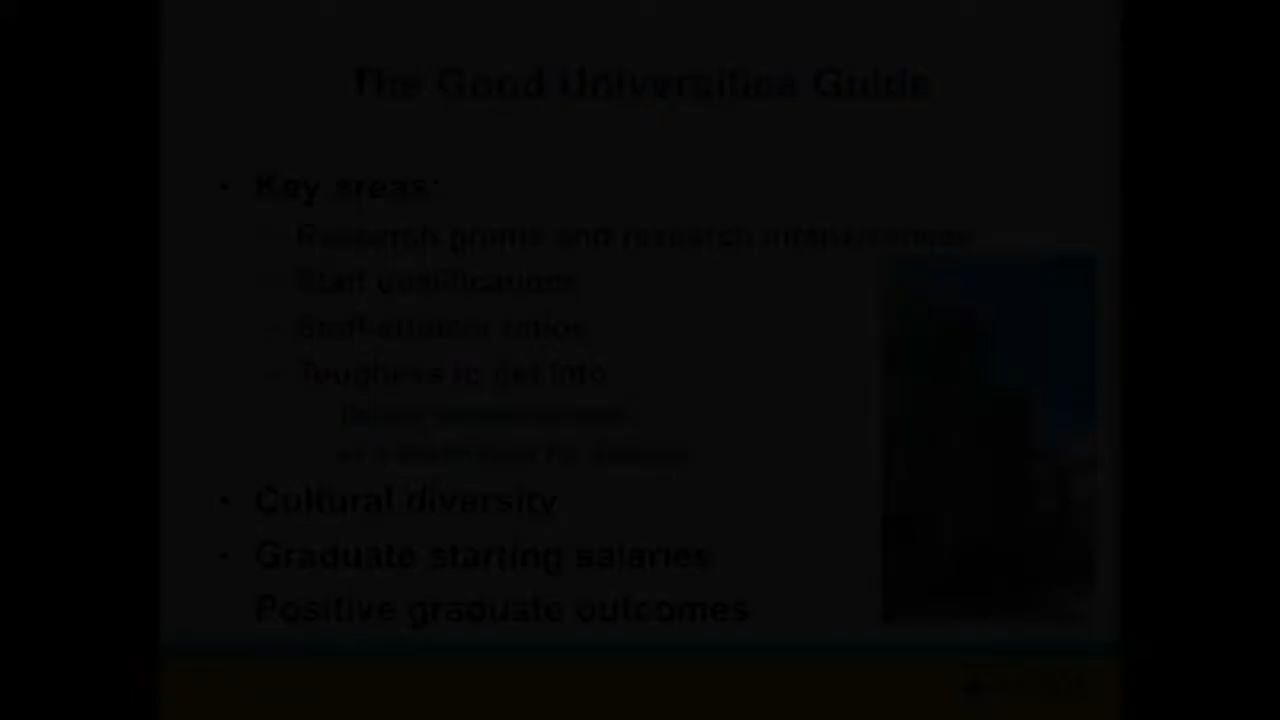 The Good Universities Guide
• Key areas:
– Research grants and research intensiveness
– Staff qualifications
– Staff-student ratios
– Toughness to get into
• Cultural diversity
• Graduate starting salaries
Positive graduate outcomes